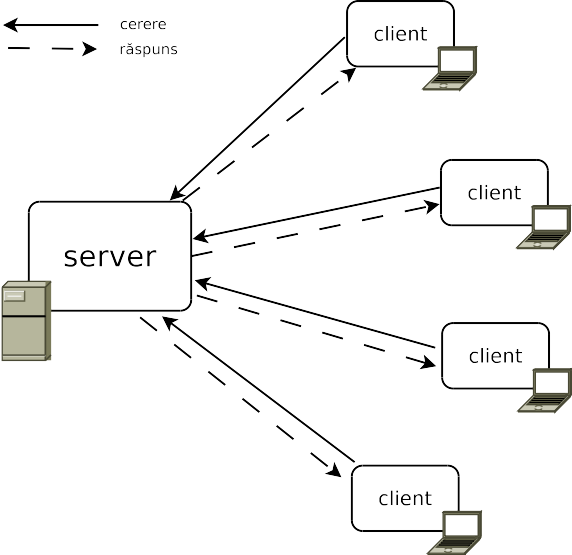 cerere
răspuns
client
client
server
client
client